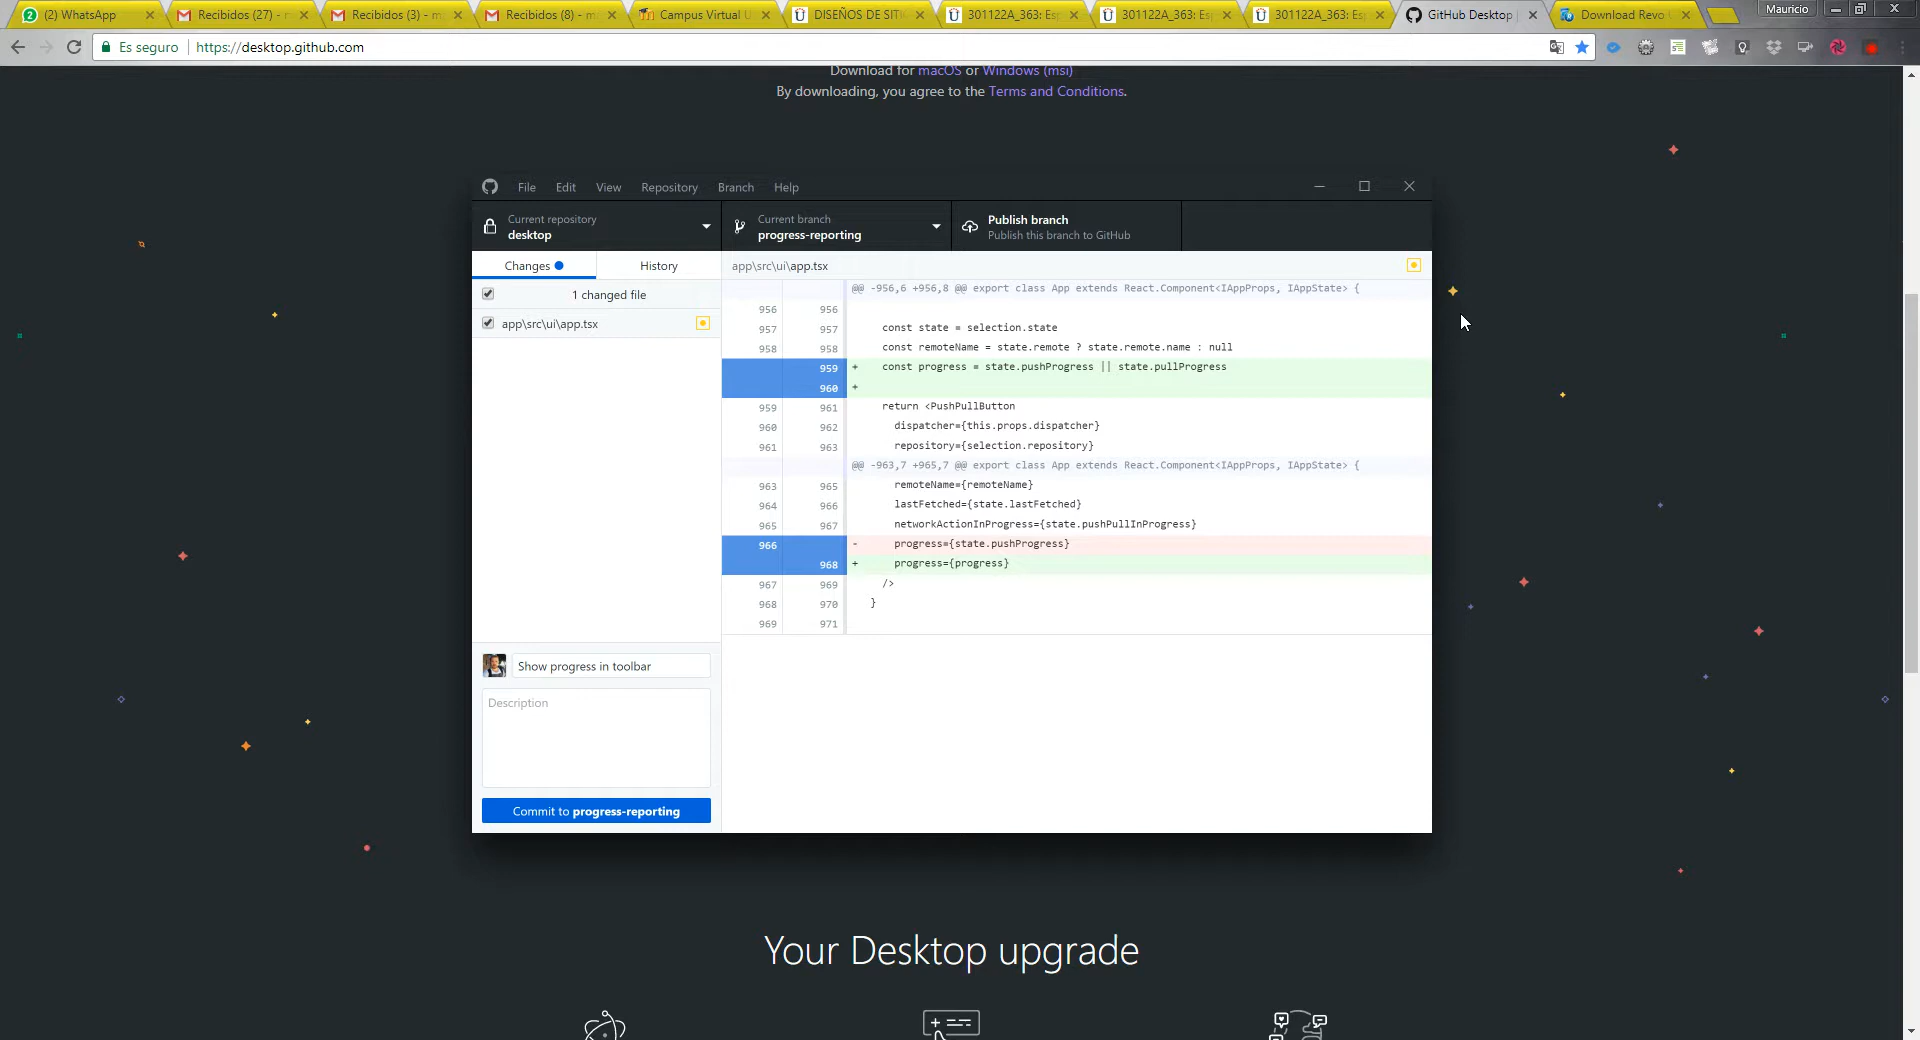 (2) WhatsApp
Recibidos (27) - m
Recibidos (3) - m
Recibidos (8) - m
Campus Virtual U
DISEÑOS DE SITI
301122A_363: Esp
301122A_363: Esp
301122A_363: Esp
GitHub Desktop |
Download Revo U
Mauricio
Es seguro
https://desktop.github.com
Download for macOS or Windows (msi)
By downloading, you agree to the Terms and Conditions.
File Edit View Repository Branch Help
Current repository
desktop
Current branch
progress-reporting
Publish branch
Publish this branch to GitHub
Changes
History
1 changed file
app\src\ui\app.tsx
app\src\ui\app.tsx
@@ -956,6 +956,8 @@ export class App extends React.Component<IAppProps, IAppState> {
956 956
957 957 const state = selection.state
958 958 const remoteName = state.remote ? state.remote.name : null
959 + const progress = state.pushProgress || state.pullProgress
960 +
959 961 return <PushPullButton
960 962 dispatcher={this.props.dispatcher}
961 963 repository={selection.repository}
@@ -963,7 +965,7 @@ export class App extends React.Component<IAppProps, IAppState> {
963 965 remoteName={remoteName}
964 966 lastFetched={state.lastFetched}
965 967 networkActionInProgress={state.pushPullInProgress}
966 - progress={state.pushProgress}
968 + progress={progress}
967 969 />
968 970 }
969 971
Show progress in toolbar
Description
Commit to progress-reporting
Your Desktop upgrade